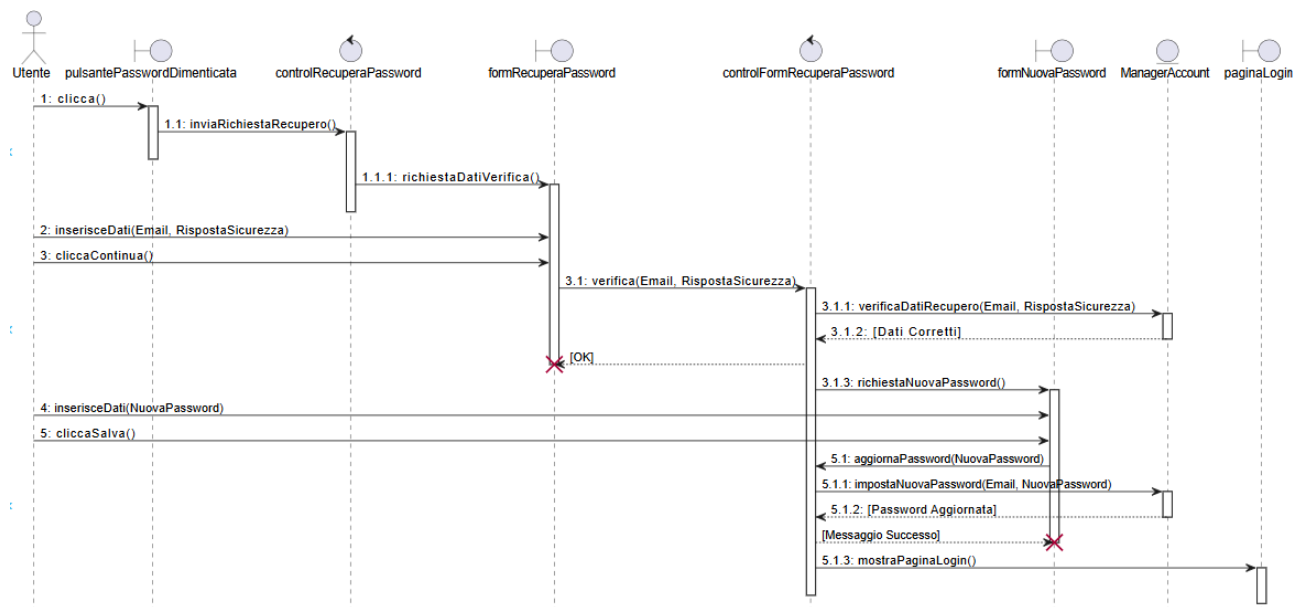 Utente pulsantePasswordDimenticata controlRecuperaPassword formRecuperaPassword controlFormRecuperaPassword formNuovaPassword ManagerAccount paginaLogin
1: clicca()
1.1: inviaRichiestaRecupero()
1.1.1: richiestaDatiVerifica()
2: inserisceDati(Email, RispostaSicurezza)
3: cliccaContinua()
3.1: verifica(Email, RispostaSicurezza)
3.1.1: verificaDatiRecupero(Email, RispostaSicurezza)
3.1.2: [Dati Corretti]
[OK]
3.1.3: richiestaNuovaPassword()
4: inserisceDati(NuovaPassword)
5: cliccaSalva()
5.1: aggiornaPassword(NuovaPassword)
5.1.1: impostaNuovaPassword(Email, NuovaPassword)
5.1.2: [Password Aggiornata]
[Messaggio Successo]
5.1.3: mostraPaginaLogin()